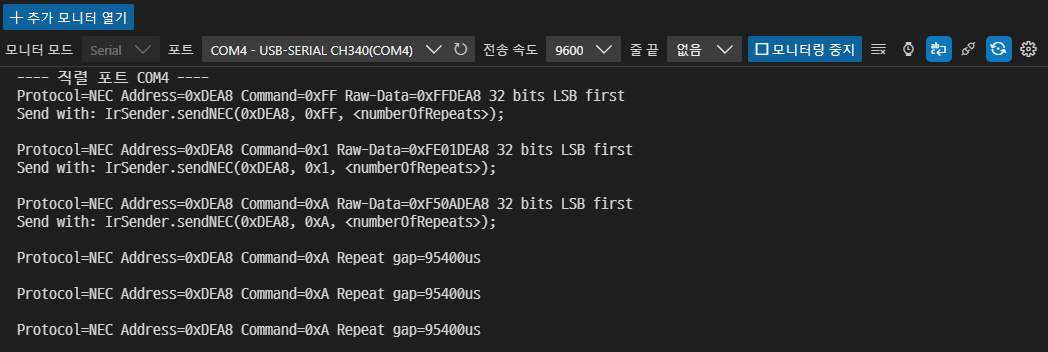 + 추가 모니터 열기
모니터 모드 Serial 포트 COM4 - USB-SERIAL CH340(COM4) 전송 속도 9600 줄 끝 없음 모니터링 중지
---- 직렬 포트 COM4 ----
Protocol=NEC Address=0xDEA8 Command=0xFF Raw-Data=0xFFDEA8 32 bits LSB first
Send with: IrSender.sendNEC(0xDEA8, 0xFF, <numberOfRepeats>);
Protocol=NEC Address=0xDEA8 Command=0x1 Raw-Data=0xFE01DEA8 32 bits LSB first
Send with: IrSender.sendNEC(0xDEA8, 0x1, <numberOfRepeats>);
Protocol=NEC Address=0xDEA8 Command=0xA Raw-Data=0xF50ADEA8 32 bits LSB first
Send with: IrSender.sendNEC(0xDEA8, 0xA, <numberOfRepeats>);
Protocol=NEC Address=0xDEA8 Command=0xA Repeat gap=95400us
Protocol=NEC Address=0xDEA8 Command=0xA Repeat gap=95400us
Protocol=NEC Address=0xDEA8 Command=0xA Repeat gap=95400us